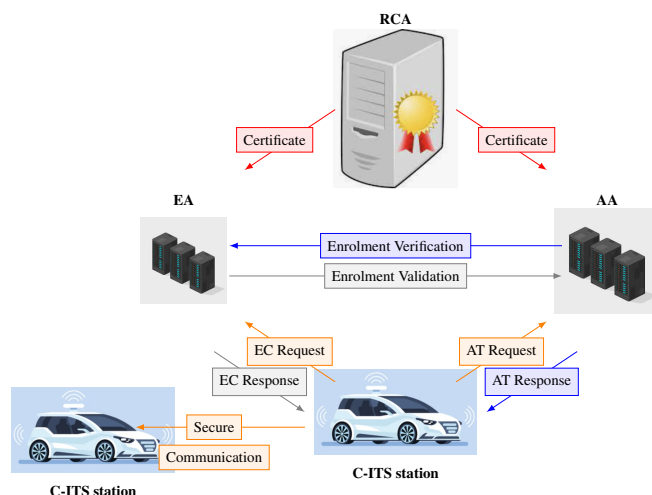 RCA
Certificate
Certificate
EA
AA
Enrolment Verification
Enrolment Validation
EC Request
AT Request
EC Response
AT Response
Secure
Communication
C-ITS station
C-ITS station